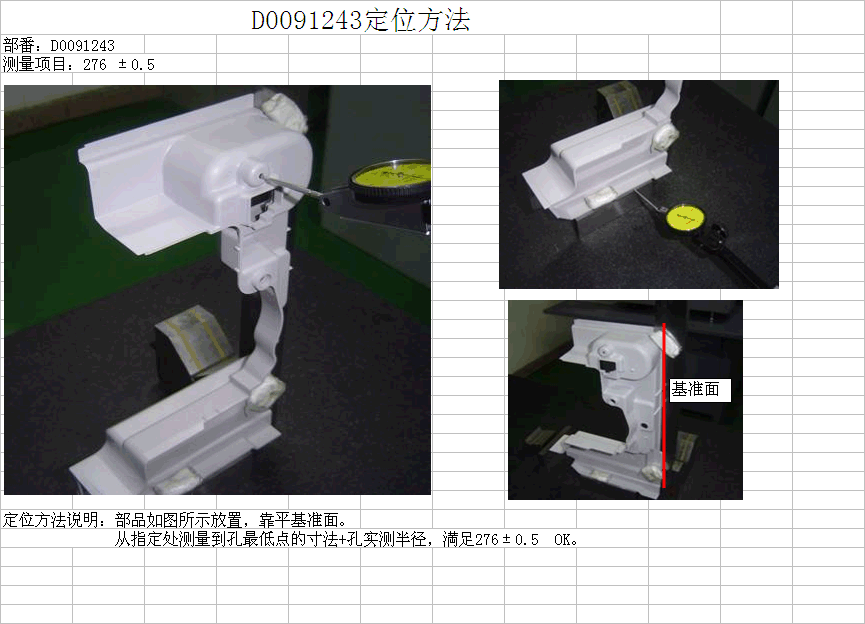 D0091243定位方法
部番：D0091243
测量项目：276 ±0.5
基准面
定位方法说明：部品如图所示放置，靠平基准面。
从指定处测量到孔最低点的寸法+孔实测半径，满足276±0.5 OK。